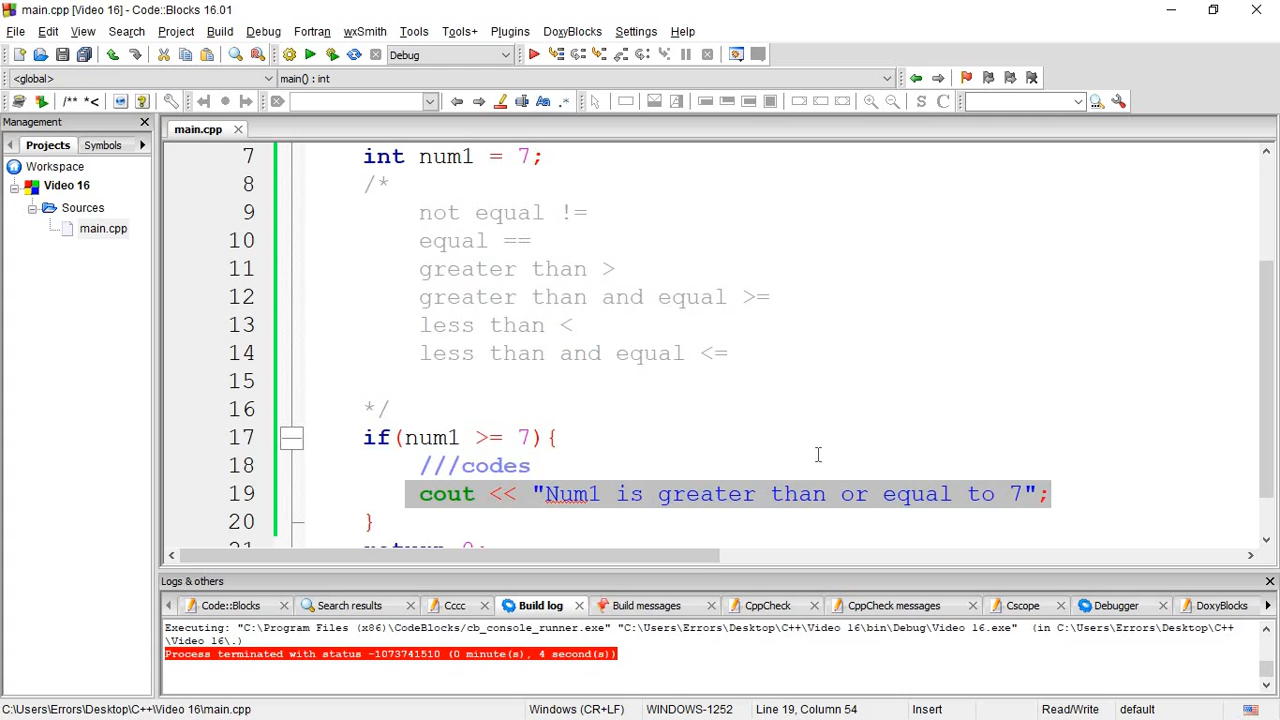 main.cpp [Video 16] - Code::Blocks 16.01
File Edit View Search Project Build Debug Fortran wxSmith Tools Tools+ Plugins DoxyBlocks Settings Help
Debug
<global> main() : int
/** *<
S C
Management
Projects Symbols
Workspace
Video 16
Sources
main.cpp
main.cpp
7 int num1 = 7;
8 /*
9 not equal !=
10 equal ==
11 greater than >
12 greater than and equal >=
13 less than <
14 less than and equal <=
15
16 */
17 if(num1 >= 7){
18 ///codes
19 cout << "Num1 is greater than or equal to 7";
20 }
21 return 0;
Logs & others
Code::Blocks Search results Cccc Build log Build messages CppCheck CppCheck messages Cscope Debugger DoxyBlocks
Executing: "C:\Program Files (x86)\CodeBlocks/cb_console_runner.exe" "C:\Users\Errors\Desktop\C++\Video 16\bin\Debug\Video 16.exe" (in C:\Users\Errors\Desktop\C++
\Video 16\.)
Process terminated with status -1073741510 (0 minute(s), 4 second(s))
C:\Users\Errors\Desktop\C++\Video 16\main.cpp Windows (CR+LF) WINDOWS-1252 Line 19, Column 54 Insert Read/Write default